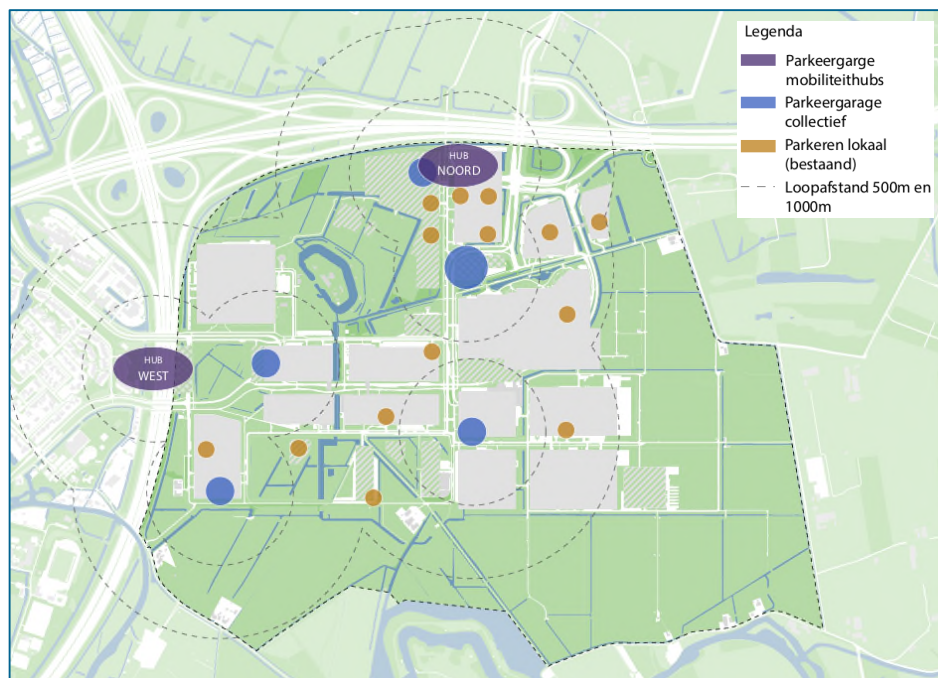 Legenda
Parkeergarge
mobiliteithubs
Parkeergarage
collectief
Parkeren lokaal
(bestaand)
Loopafstand 500m en
1000m
HUB
NOORD
HUB
WEST